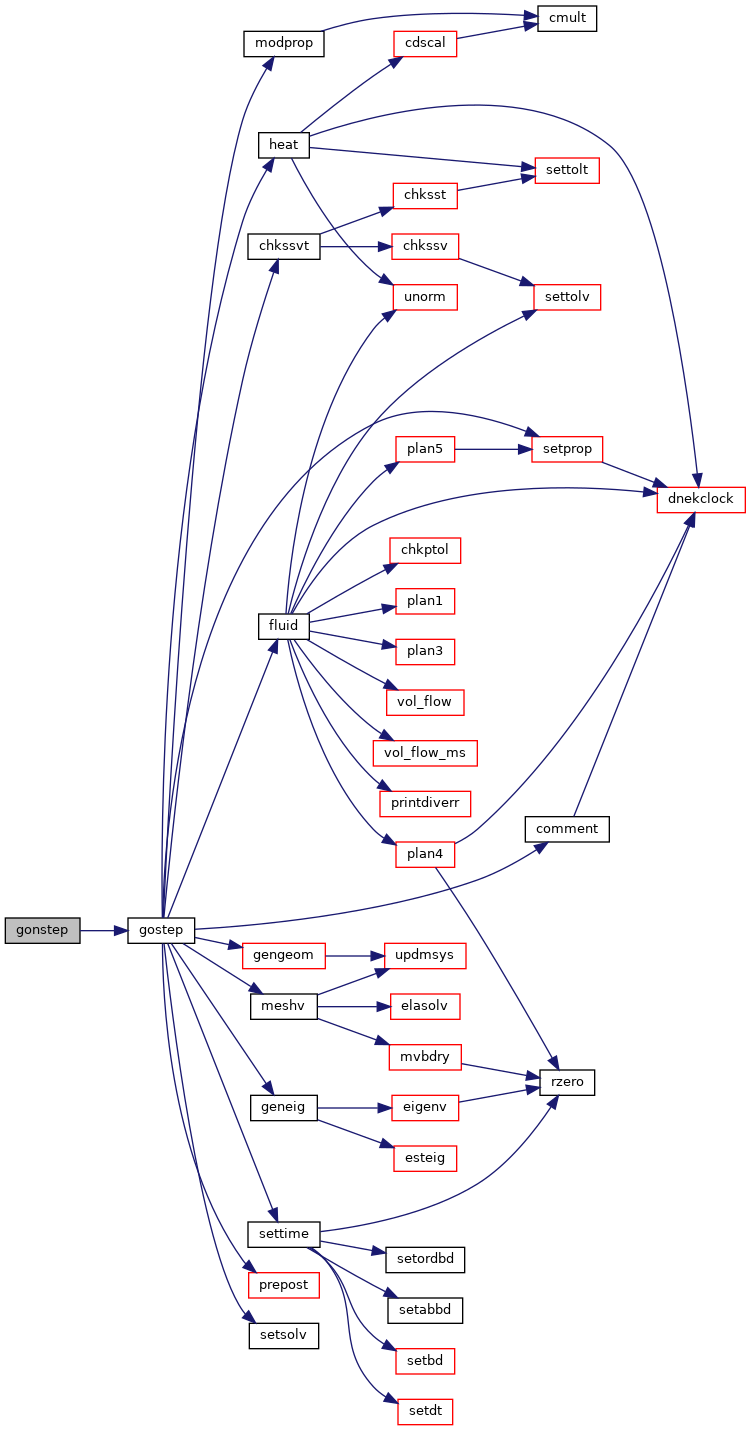 cmult
modprop
cdscal
heat
settolt
chksst
chkssvt
chkssv
unorm
settolv
plan5
setprop
dnekclock
chkptol
plan1
fluid
plan3
vol_flow
vol_flow_ms
printdiverr
comment
plan4
gonstep
gostep
gengeom
updmsys
meshv
elasolv
mvbdry
rzero
geneig
eigenv
esteig
settime
setordbd
prepost
setabbd
setsolv
setbd
setdt